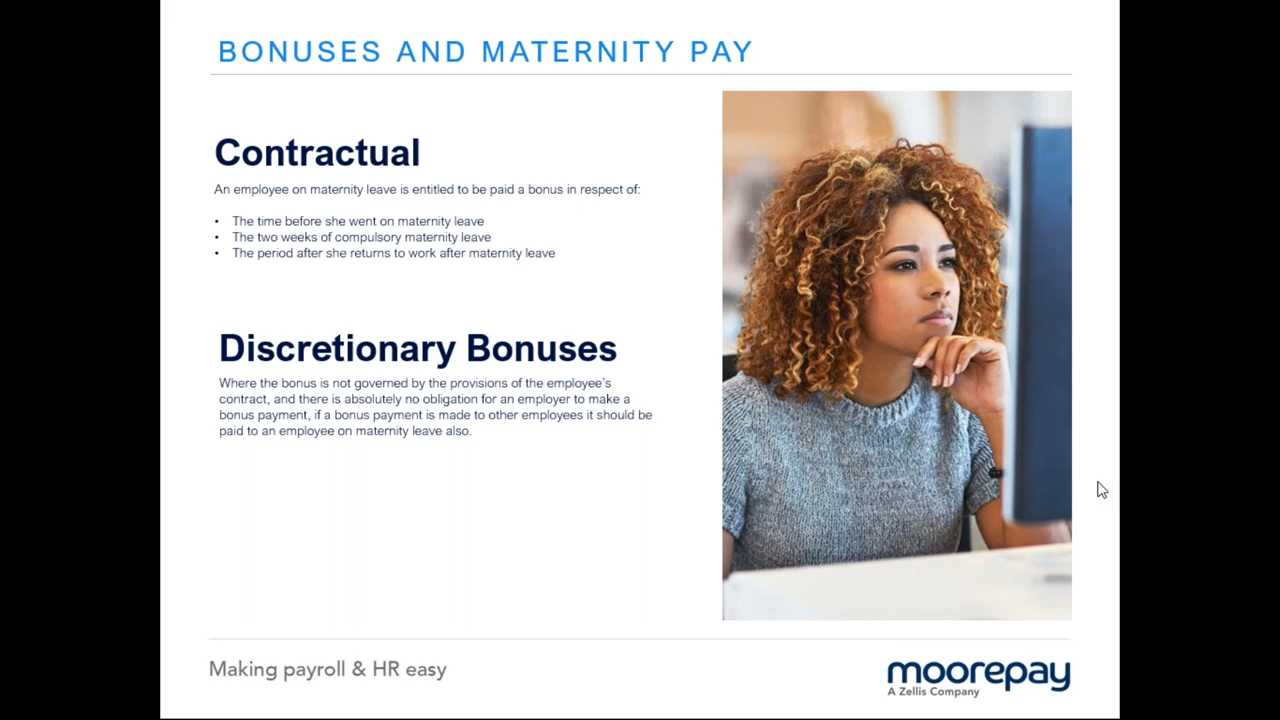 BONUSES AND MATERNITY PAY
Contractual
An employee on maternity leave is entitled to be paid a bonus in respect of:
• The time before she went on maternity leave
• The two weeks of compulsory maternity leave
• The period after she returns to work after maternity leave
Discretionary Bonuses
Where the bonus is not governed by the provisions of the employee's
contract, and there is absolutely no obligation for an employer to make a
bonus payment, if a bonus payment is made to other employees it should be
paid to an employee on maternity leave also.
Making payroll & HR easy
moorepay
A Zellis Company